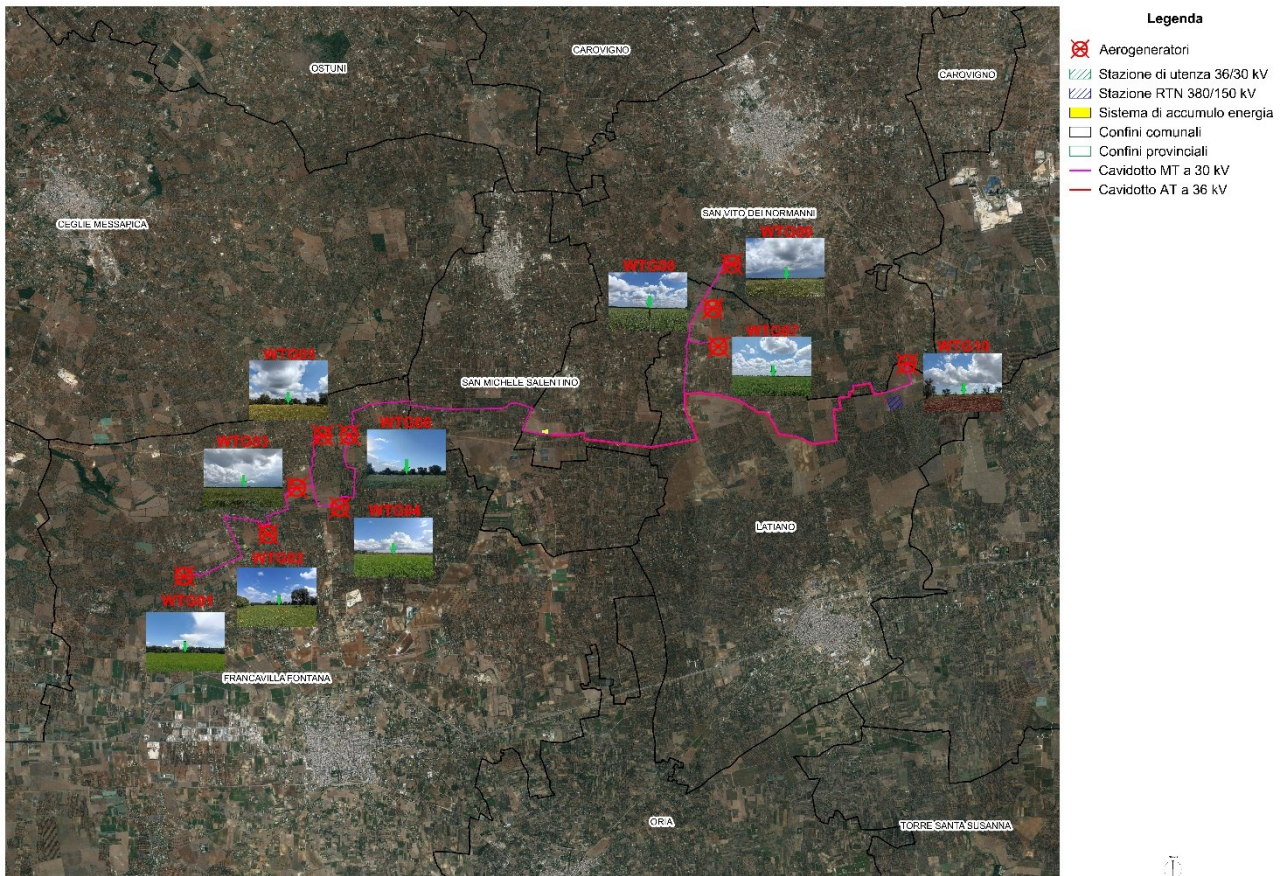 Legenda
Aerogeneratori
Stazione di utenza 36/30 kV
Stazione RTN 380/150 kV
Sistema di accumulo energia
Confini comunali
Confini provinciali
Cavidotto MT a 30 kV
Cavidotto AT a 36 kV
CAROVIGNO
OSTUNI
CAROVIGNO
CEGLIE MESSAPICA
SAN VITO DEI NORMANNI
WTG09
WTG08
WTG07
WTG10
WTG05
SAN MICHELE SALENTINO
WTG06
WTG03
WTG04
LATIANO
WTG02
WTG01
FRANCAVILLA FONTANA
ORIA
TORRE SANTA SUSANNA